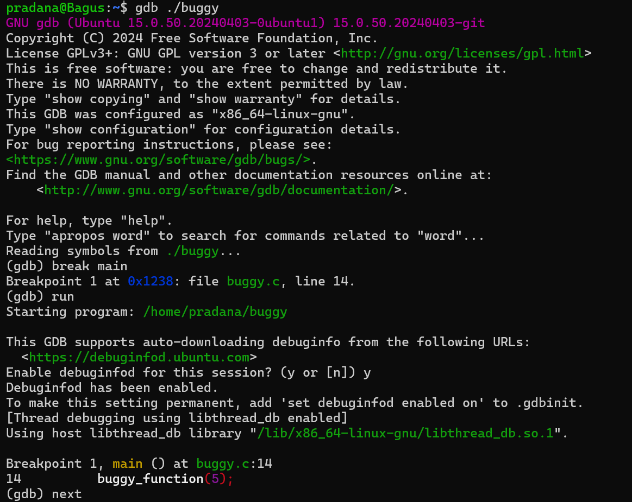 pradana@Bagus:~$ gdb ./buggy
GNU gdb (Ubuntu 15.0.50.20240403-0ubuntu1) 15.0.50.20240403-git
Copyright (C) 2024 Free Software Foundation, Inc.
License GPLv3+: GNU GPL version 3 or later <http://gnu.org/licenses/gpl.html>
This is free software: you are free to change and redistribute it.
There is NO WARRANTY, to the extent permitted by law.
Type "show copying" and "show warranty" for details.
This GDB was configured as "x86_64-linux-gnu".
Type "show configuration" for configuration details.
For bug reporting instructions, please see:
<https://www.gnu.org/software/gdb/bugs/>.
Find the GDB manual and other documentation resources online at:
    <http://www.gnu.org/software/gdb/documentation/>.

For help, type "help".
Type "apropos word" to search for commands related to "word"...
Reading symbols from ./buggy...
(gdb) break main
Breakpoint 1 at 0x1238: file buggy.c, line 14.
(gdb) run
Starting program: /home/pradana/buggy

This GDB supports auto-downloading debuginfo from the following URLs:
  <https://debuginfod.ubuntu.com>
Enable debuginfod for this session? (y or [n]) y
Debuginfod has been enabled.
To make this setting permanent, add 'set debuginfod enabled on' to .gdbinit.
[Thread debugging using libthread_db enabled]
Using host libthread_db library "/lib/x86_64-linux-gnu/libthread_db.so.1".

Breakpoint 1, main () at buggy.c:14
14          buggy_function(5);
(gdb) next